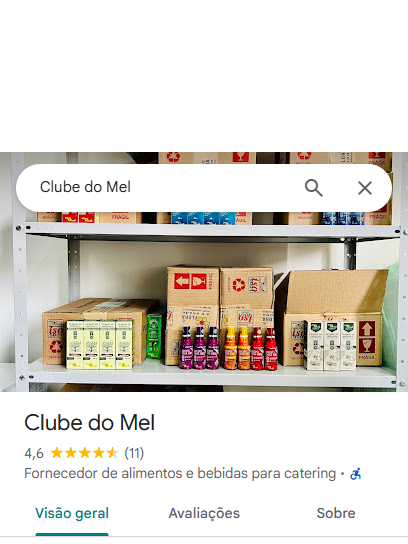 Clube do Mel
FRÁGIL
FRÁGIL
FRÁGIL
Clube do Mel
4,6 (11)
Fornecedor de alimentos e bebidas para catering ·
Visão geral Avaliações Sobre